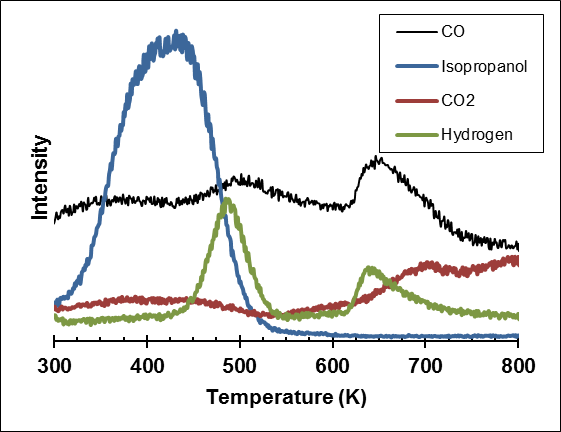 CO
Isopropanol
CO2
Hydrogen
Intensity
300 400 500 600 700 800
Temperature (K)